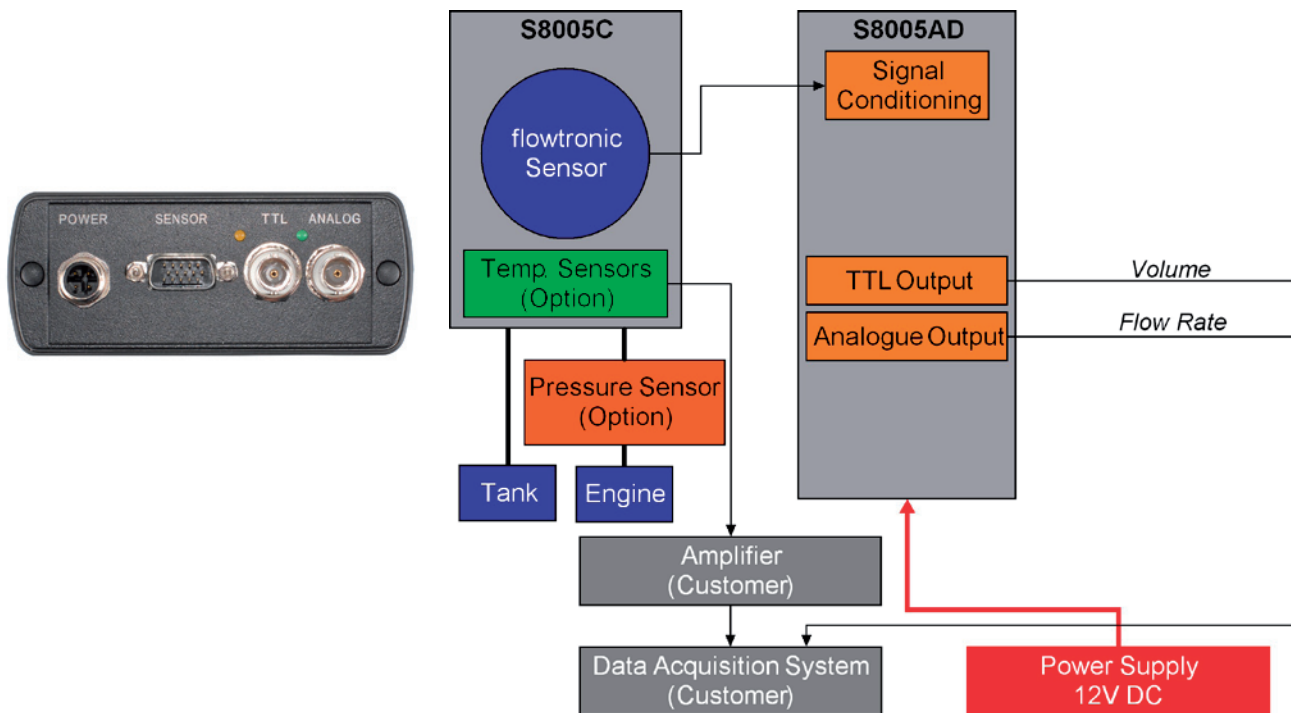 POWER
SENSOR
TTL
ANALOG
S8005C
flowtronic
Sensor
Temp. Sensors
(Option)
Pressure Sensor
(Option)
Tank
Engine
S8005AD
Signal
Conditioning
TTL Output
Analogue Output
Volume
Flow Rate
Amplifier
(Customer)
Data Acquisition System
(Customer)
Power Supply
12V DC